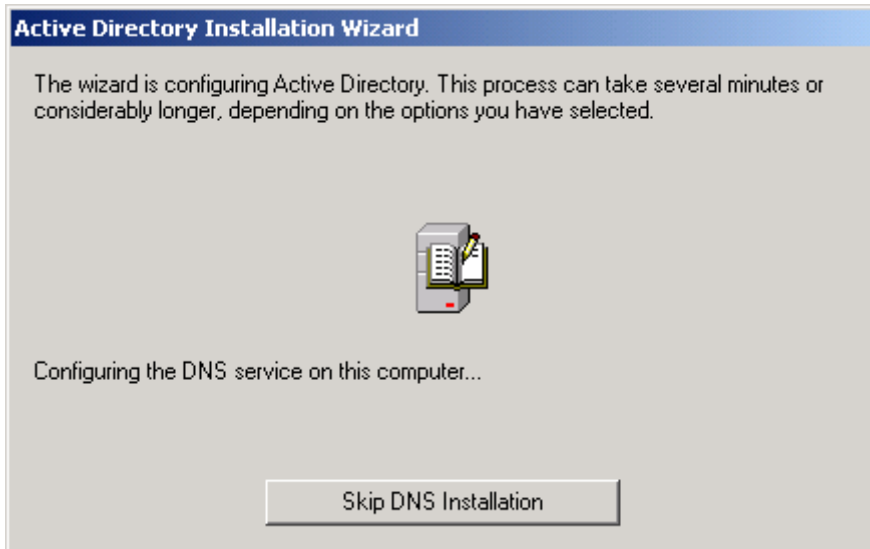 Active Directory Installation Wizard
The wizard is configuring Active Directory. This process can take several minutes or
considerably longer, depending on the options you have selected.
Configuring the DNS service on this computer...
Skip DNS Installation